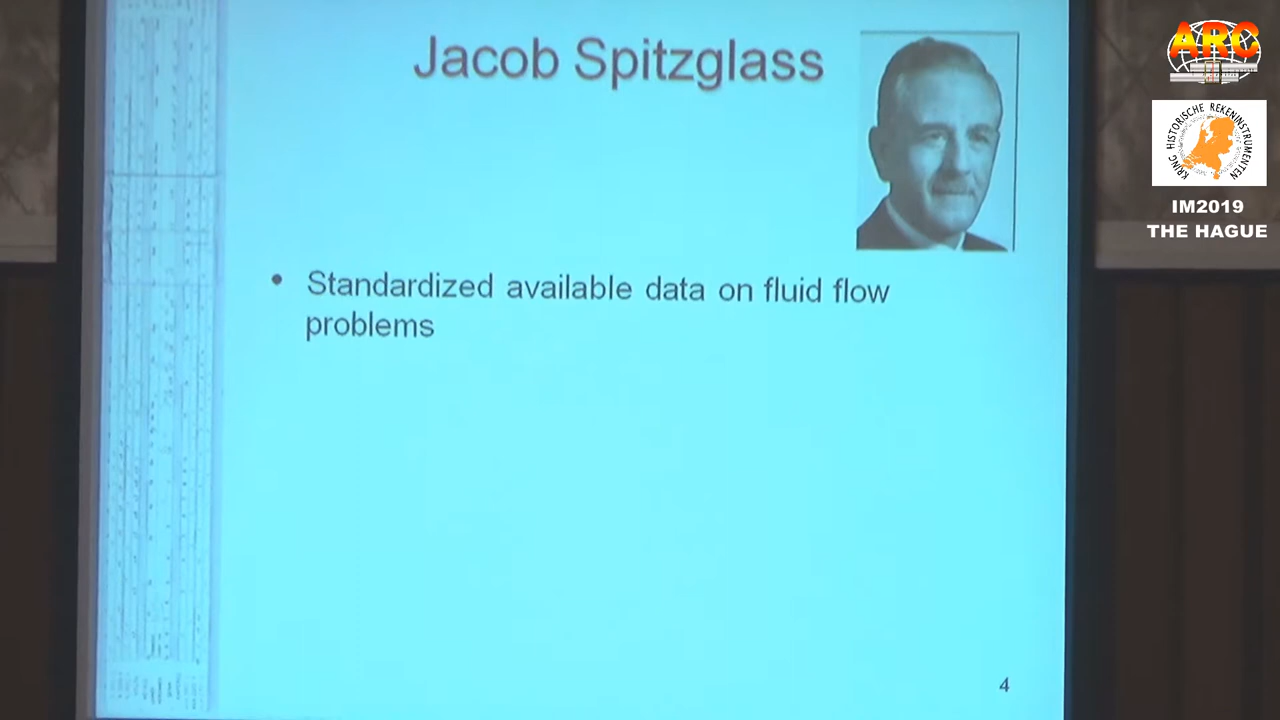 Jacob Spitzglass
• Standardized available data on fluid flow
problems
4
ARC
KRING HISTORISCHE REKENINSTRUMENTEN
IM2019
THE HAGUE